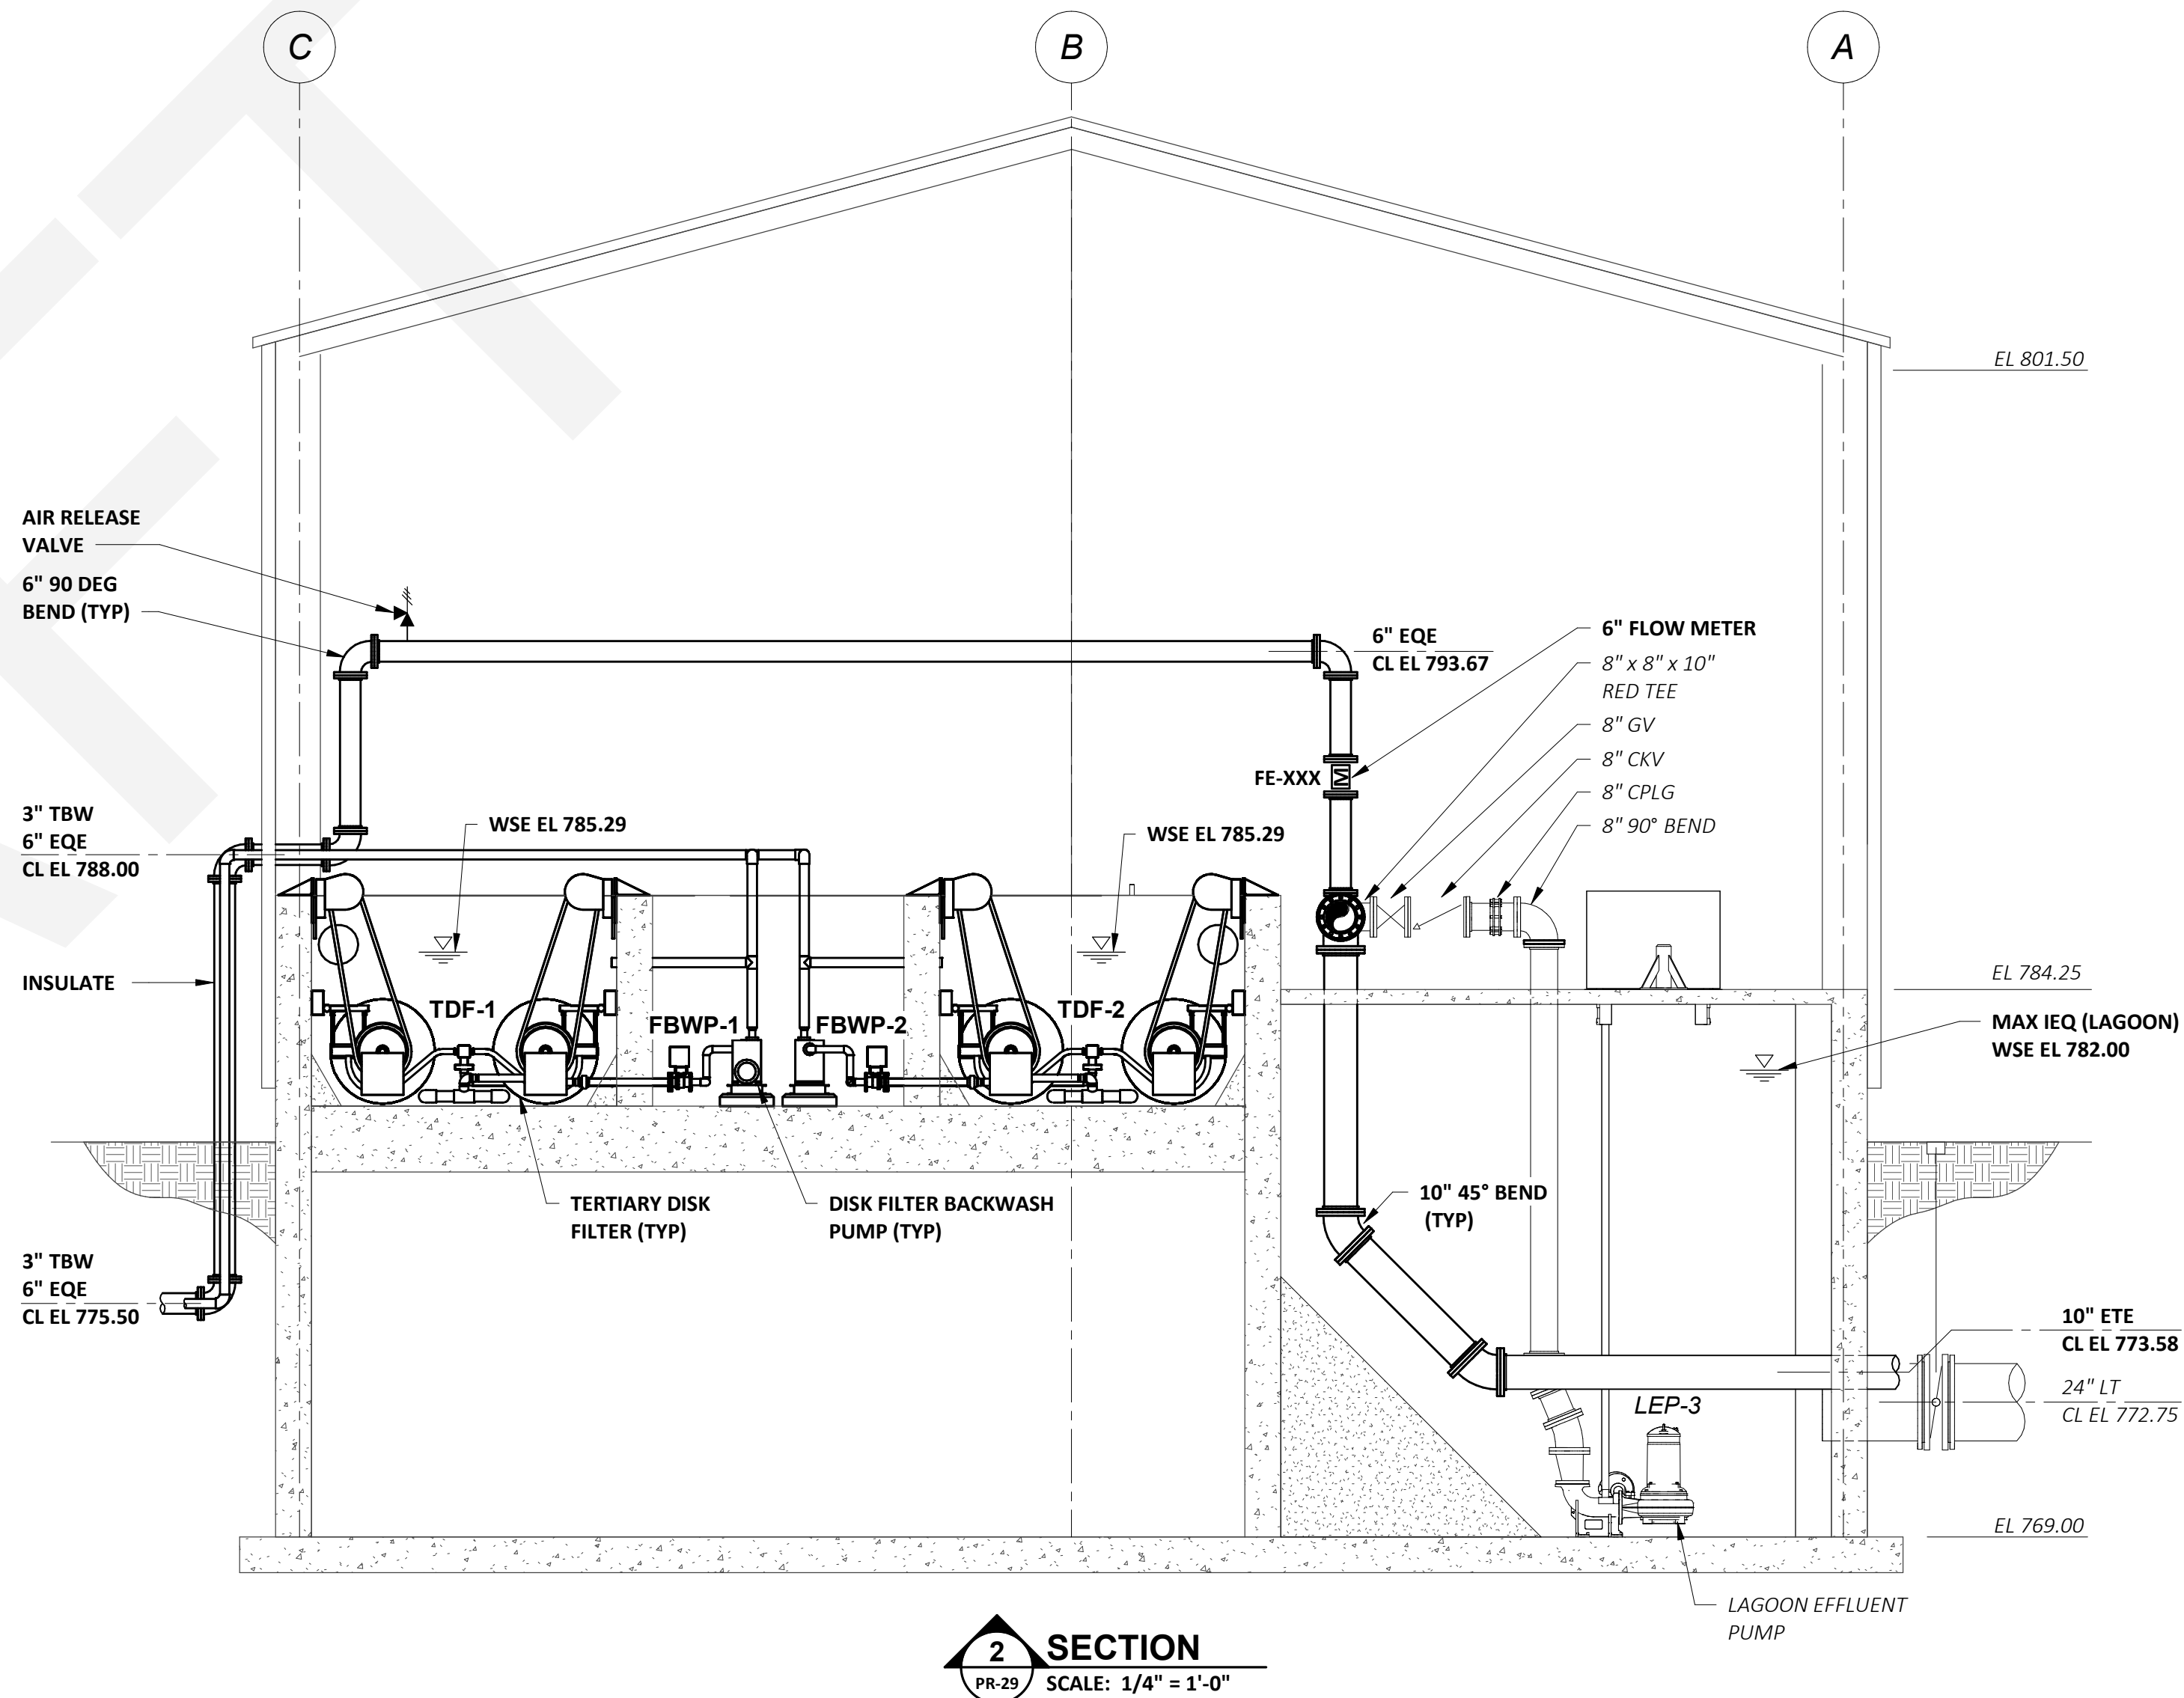 C
B
A
EL 801.50
AIR RELEASE
VALVE
6" 90 DEG
BEND (TYP)
6" EQE
CL EL 793.67
6" FLOW METER
8" x 8" x 10"
RED TEE
8" GV
8" CKV
8" CPLG
8" 90° BEND
FE-XXX
M
3" TBW
6" EQE
CL EL 788.00
WSE EL 785.29
WSE EL 785.29
INSULATE
EL 784.25
TDF-1
FBWP-1
FBWP-2
TDF-2
MAX IEQ (LAGOON)
WSE EL 782.00
TERTIARY DISK
FILTER (TYP)
DISK FILTER BACKWASH
PUMP (TYP)
10" 45° BEND
(TYP)
3" TBW
6" EQE
CL EL 775.50
10" ETE
CL EL 773.58
24" LT
CL EL 772.75
LEP-3
EL 769.00
LAGOON EFFLUENT
PUMP
2
PR-29
SECTION
SCALE: 1/4" = 1'-0"